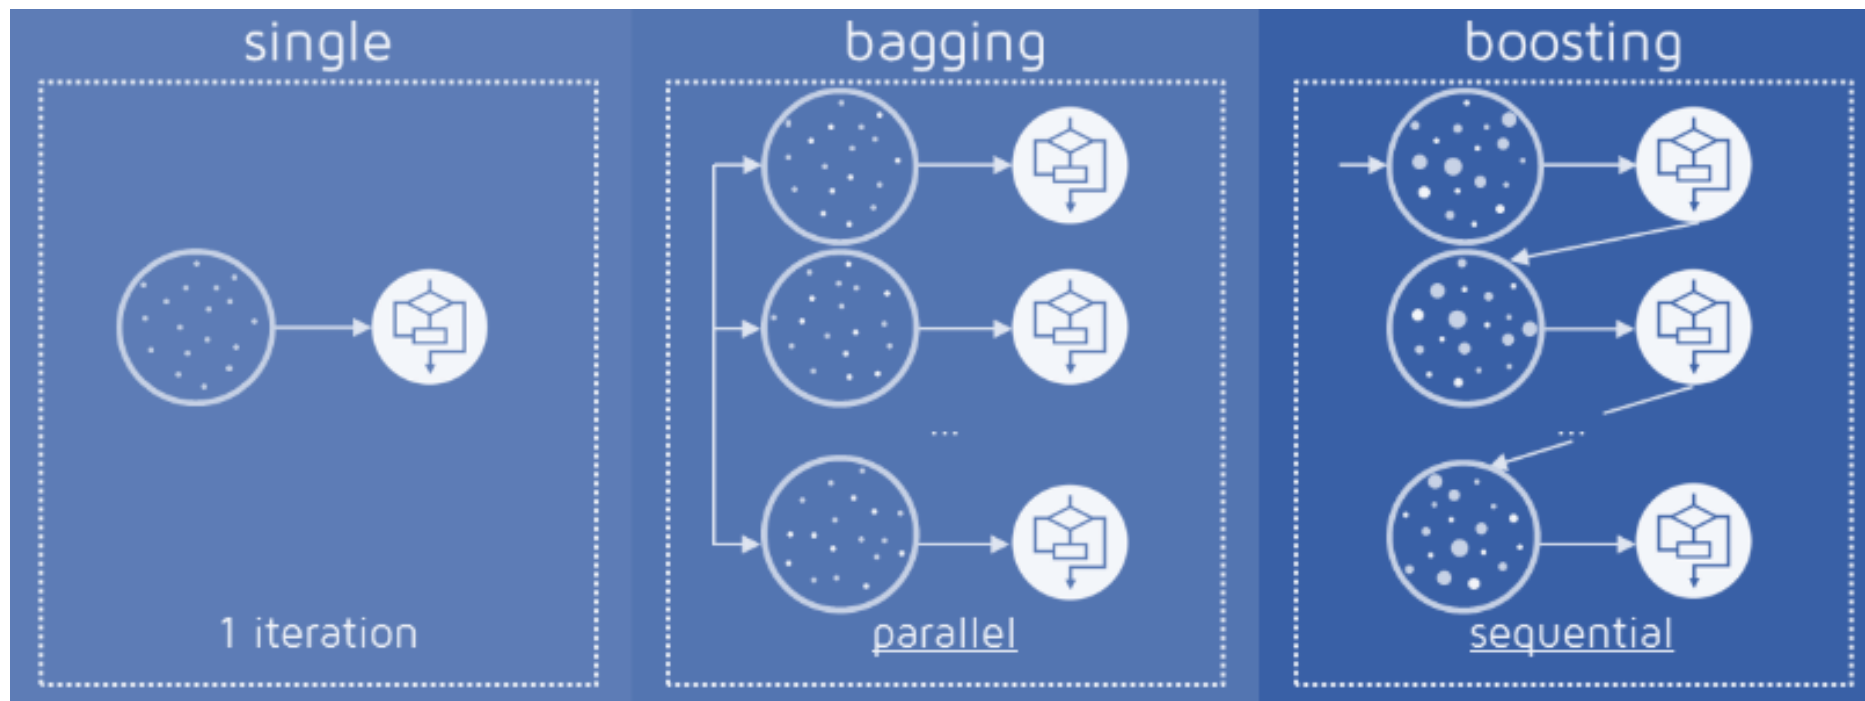 single
1 iteration
bagging
...
parallel
boosting
...
sequential